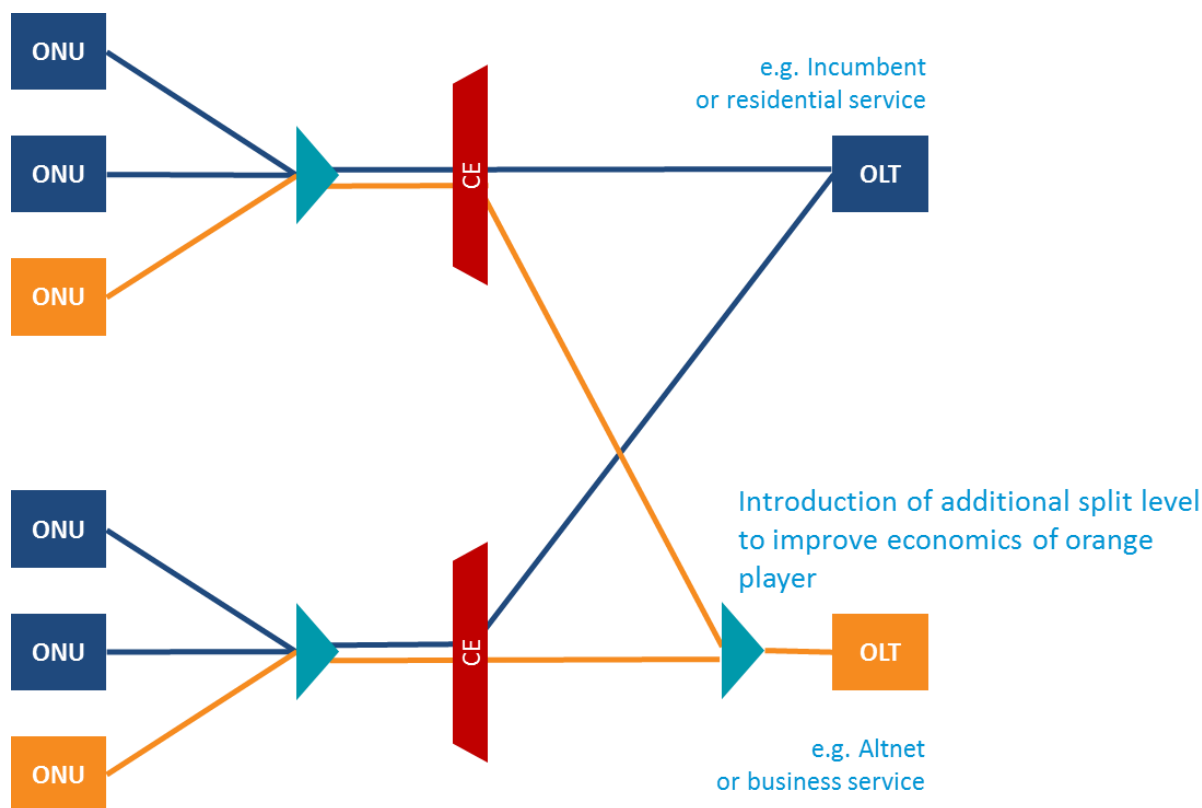 ONU
e.g. Incumbent
or residential service
ONU
CE
OLT
ONU
ONU
Introduction of additional split level
to improve economics of orange
player
ONU
CE
OLT
ONU
e.g. Altnet
or business service